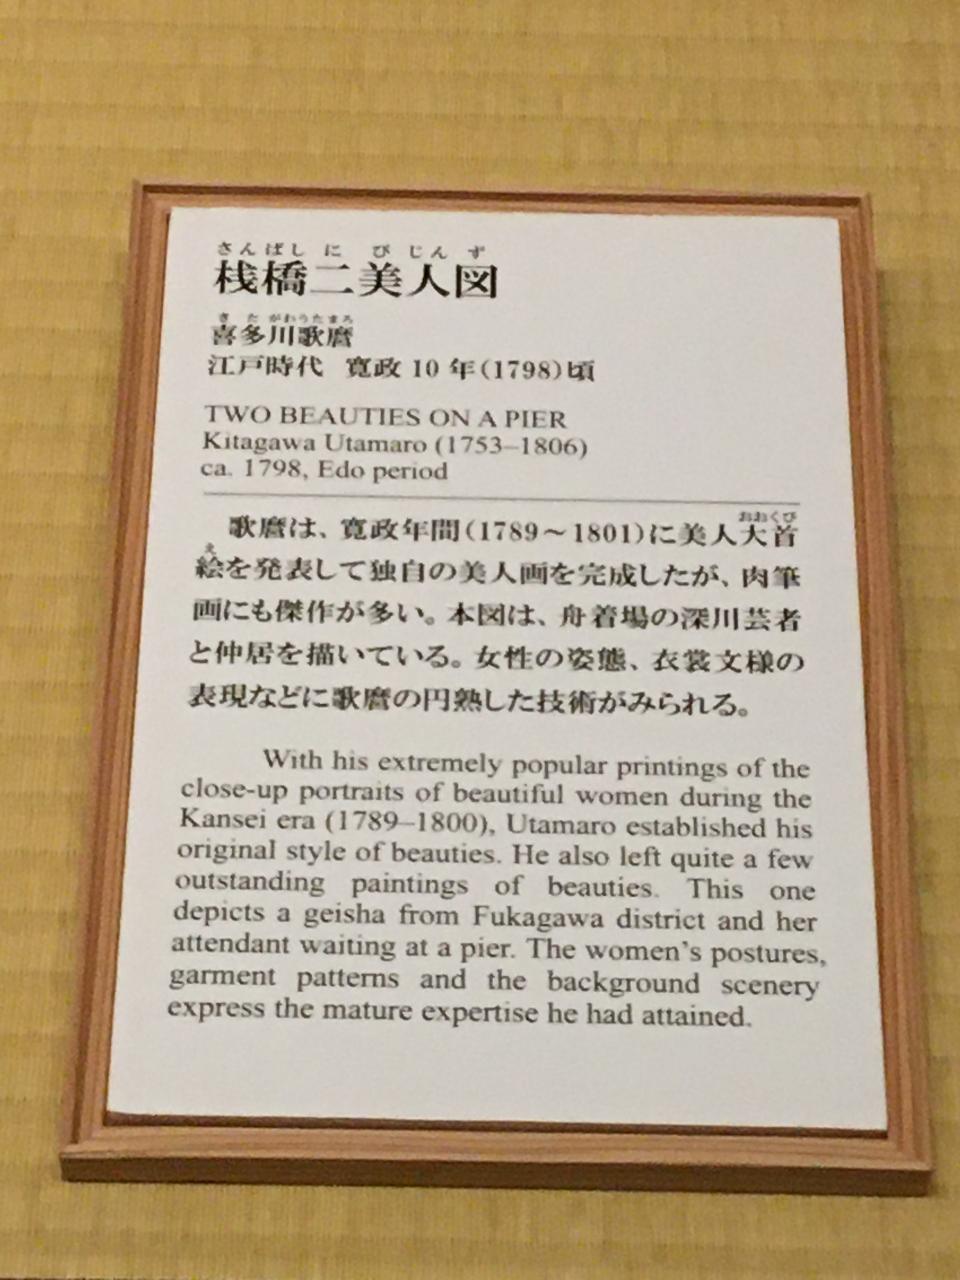 さんばし に び じん ず
桟橋二美人図
き た がわうたまろ
喜多川歌麿
江戸時代 寛政 10 年(1798)頃
TWO BEAUTIES ON A PIER
Kitagawa Utamaro (1753–1806)
ca. 1798, Edo period
おおくび
歌麿は、寛政年間(1789～1801)に美人大首
え
絵を発表して独自の美人画を完成したが、肉筆
画にも傑作が多い。本図は、舟着場の深川芸者
と仲居を描いている。女性の姿態、衣裳文様の
表現などに歌麿の円熟した技術がみられる。
With his extremely popular printings of the
close-up portraits of beautiful women during the
Kansei era (1789–1800), Utamaro established his
original style of beauties. He also left quite a few
outstanding paintings of beauties. This one
depicts a geisha from Fukagawa district and her
attendant waiting at a pier. The women's postures,
garment patterns and the background scenery
express the mature expertise he had attained.